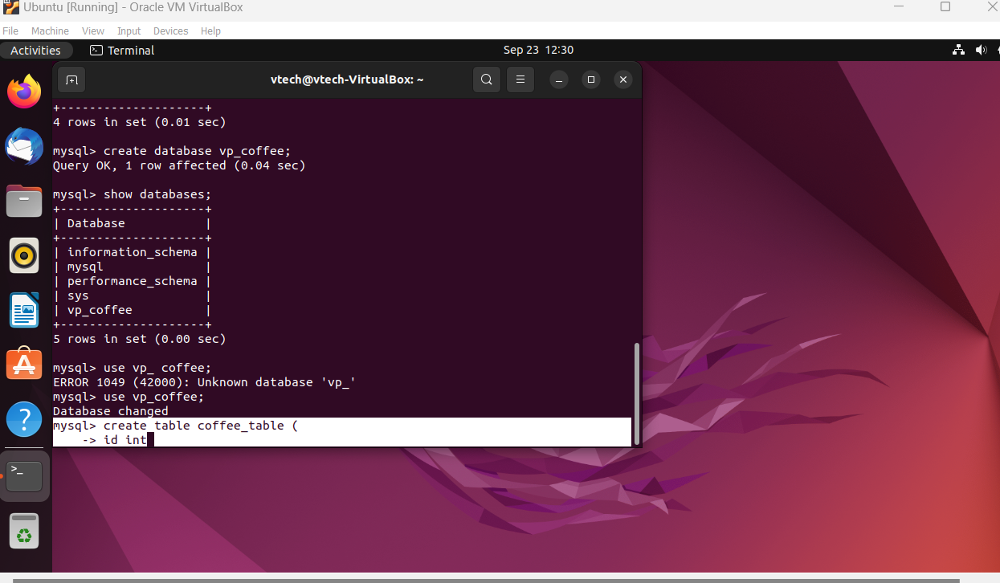 Ubuntu [Running] - Oracle VM VirtualBox
File Machine View Input Devices Help
Activities Terminal Sep 23 12:30
vtech@vtech-VirtualBox: ~
+--------------------+
4 rows in set (0.01 sec)
mysql> create database vp_coffee;
Query OK, 1 row affected (0.04 sec)
mysql> show databases;
+--------------------+
| Database           |
+--------------------+
| information_schema |
| mysql              |
| performance_schema |
| sys                |
| vp_coffee          |
+--------------------+
5 rows in set (0.00 sec)
mysql> use vp_ coffee;
ERROR 1049 (42000): Unknown database 'vp_'
mysql> use vp_coffee;
Database changed
mysql> create table coffee_table (
    -> id int